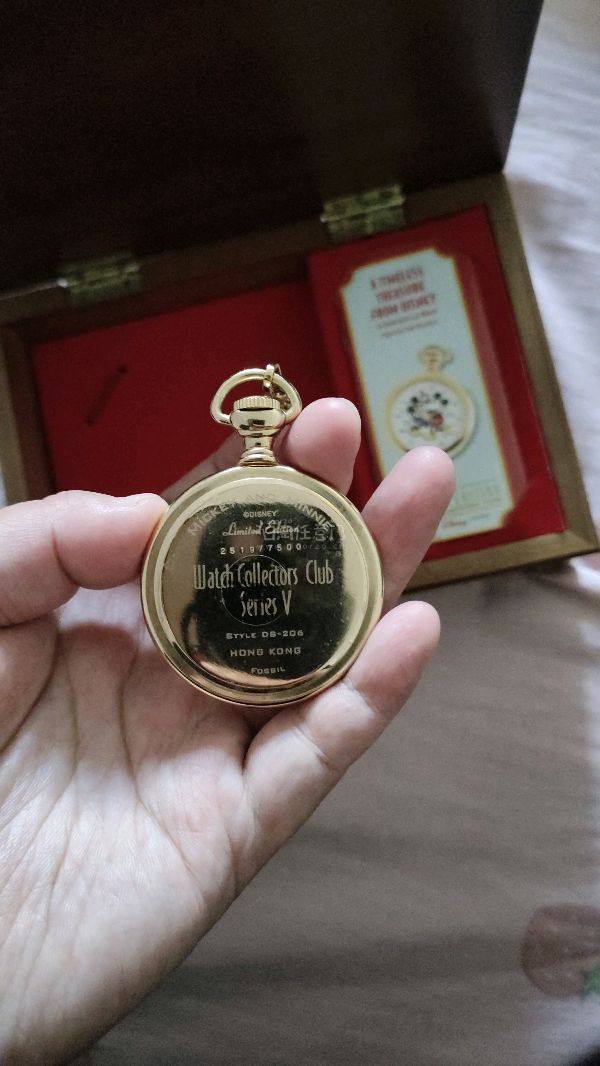 A TIMELESS
TREASURE
FROM DISNEY
MICKEY AND MINNIE
©DISNEY
Limited Edition
2519/7500
Watch Collectors Club
Series V
STYLE DS-206
HONG KONG
FOSSIL
Disney